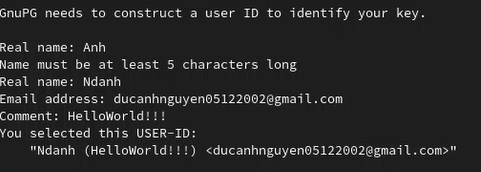 GnuPG needs to construct a user ID to identify your key.
Real name: Anh
Name must be at least 5 characters long
Real name: Ndanh
Email address: ducanhnguyen05122002@gmail.com
Comment: HelloWorld!!!
You selected this USER-ID:
"Ndanh (HelloWorld!!!) <ducanhnguyen05122002@gmail.com>"